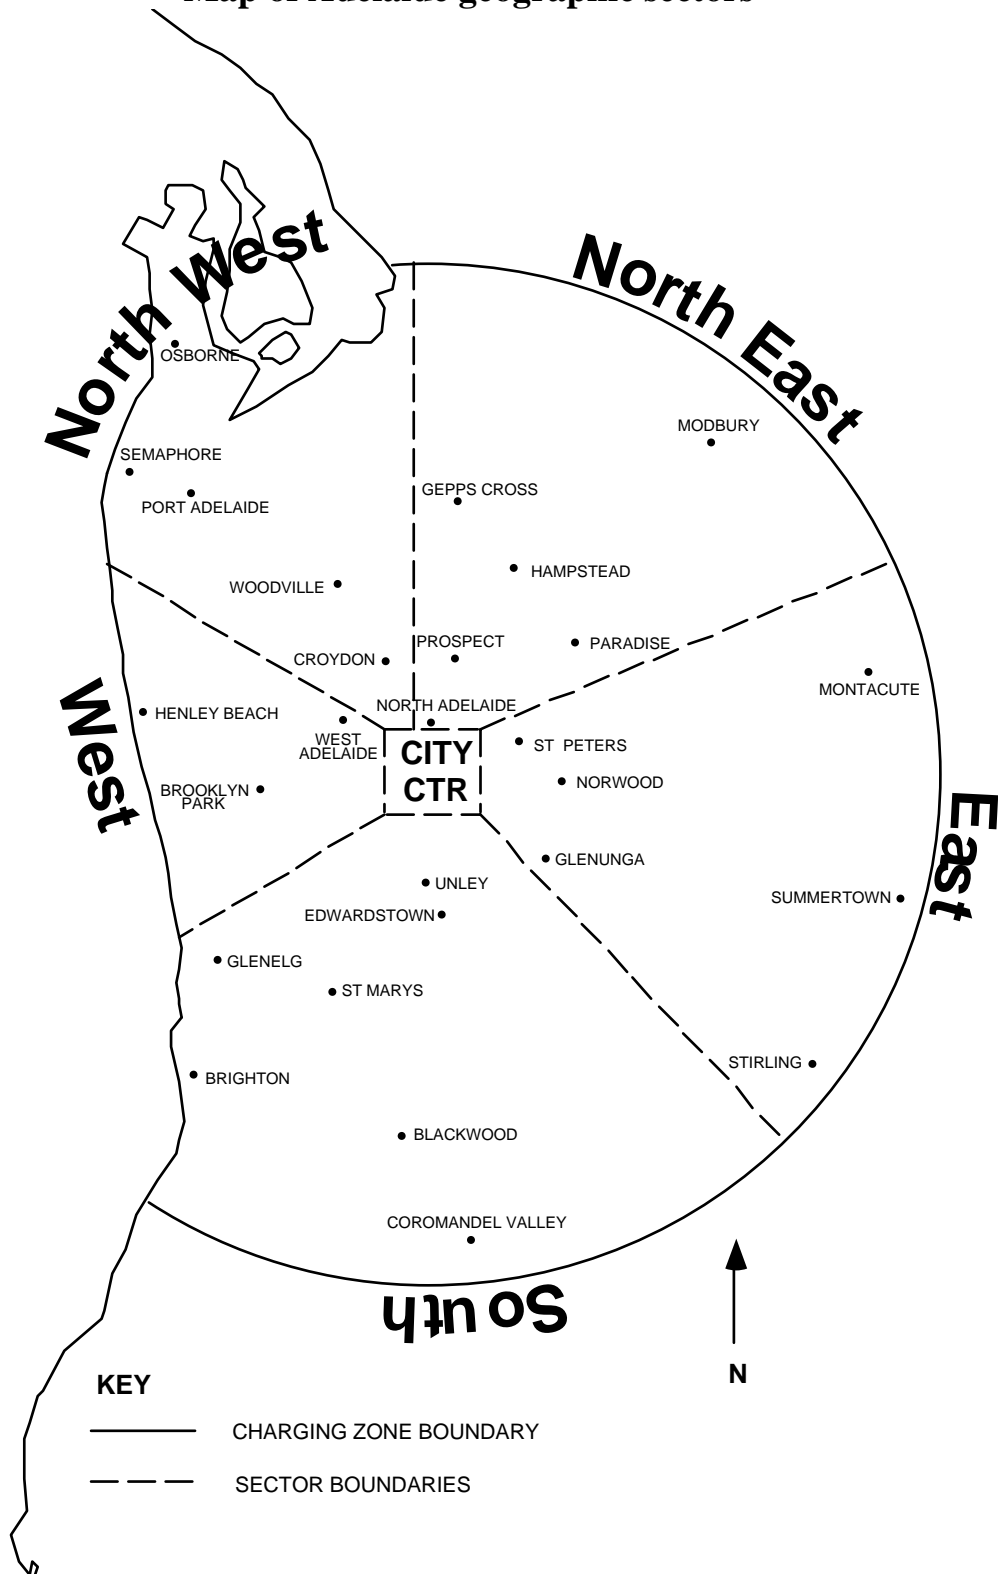 Map of Adelaide geographic sectors
North West
North East
OSBORNE
MODBURY
SEMAPHORE
GEPPS CROSS
PORT ADELAIDE
HAMPSTEAD
WOODVILLE
PROSPECT
PARADISE
CROYDON
MONTACUTE
NORTH ADELAIDE
HENLEY BEACH
WEST
ADELAIDE
CITY
CTR
ST PETERS
West
BROOKLYN
PARK
NORWOOD
East
GLENUNGA
UNLEY
SUMMERTOWN
EDWARDSTOWN
GLENELG
ST MARYS
STIRLING
BRIGHTON
BLACKWOOD
COROMANDEL VALLEY
South
N
KEY
CHARGING ZONE BOUNDARY
SECTOR BOUNDARIES